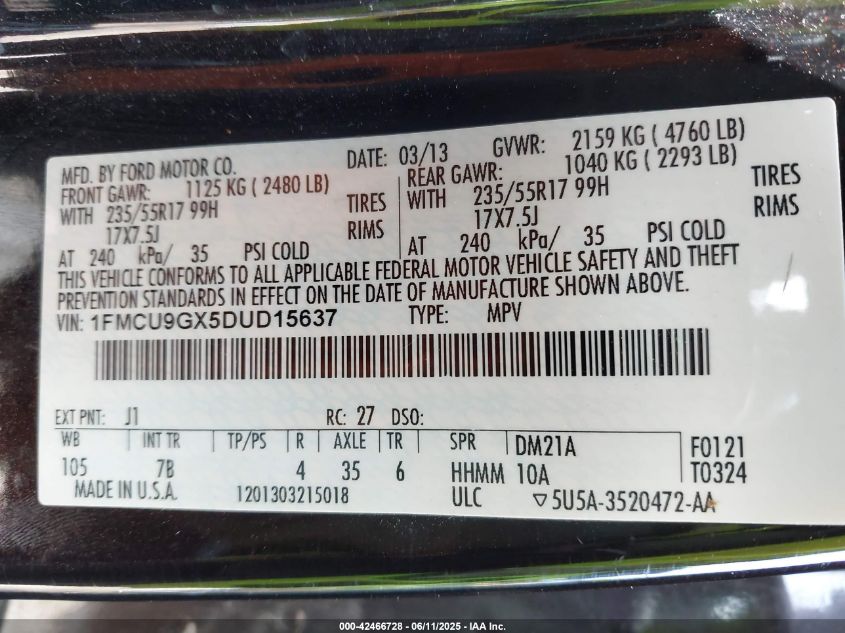 MFD. BY FORD MOTOR CO. DATE: 03/13 GVWR: 2159 KG ( 4760 LB)
FRONT GAWR: 1125 KG ( 2480 LB) REAR GAWR: 1040 KG ( 2293 LB)
WITH 235/55R17 99H TIRES WITH 235/55R17 99H TIRES
17X7.5J RIMS 17X7.5J RIMS
AT 240 kPa/ 35 PSI COLD AT 240 kPa/ 35 PSI COLD
THIS VEHICLE CONFORMS TO ALL APPLICABLE FEDERAL MOTOR VEHICLE SAFETY AND THEFT
PREVENTION STANDARDS IN EFFECT ON THE DATE OF MANUFACTURE SHOWN ABOVE.
VIN: 1FMCU9GX5DUD15637 TYPE: MPV
EXT PNT: J1 RC: 27 DSO:
WB INT TR TP/PS R AXLE TR SPR DM21A F0121
105 7B 4 35 6 HHMM 10A T0324
MADE IN U.S.A. 1201303215018 ULC ▽5U5A-3520472-AA
000-42466728 - 06/11/2025 - IAA Inc.